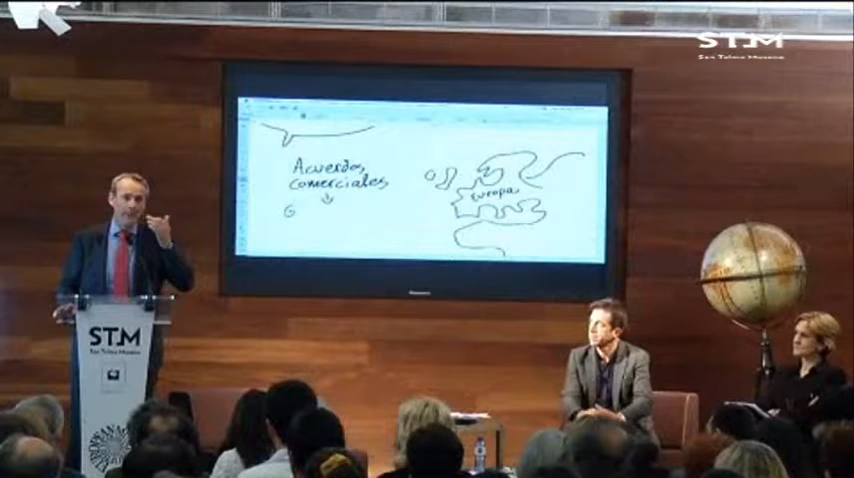 STM
San Telmo Museoa
Acuerdos
comerciales
Europa
STM
San Telmo Museoa